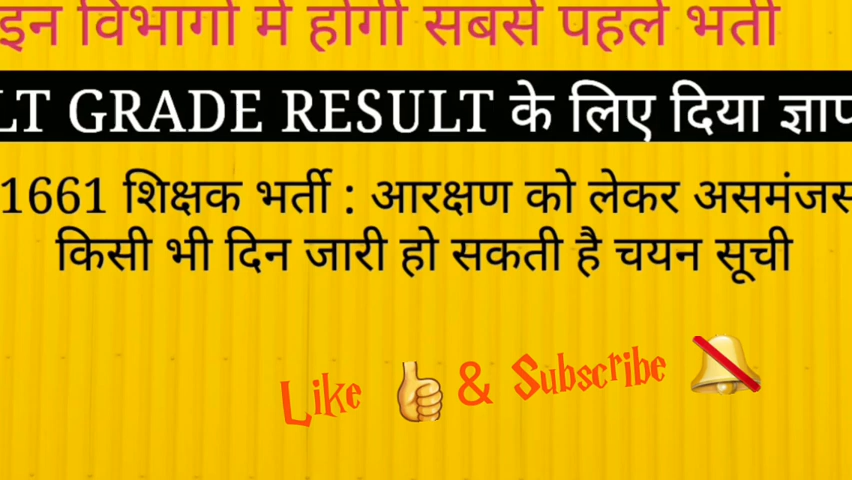 इन विभागों में होगी सबसे पहले भर्ती
LT GRADE RESULT के लिए दिया ज्ञाप
1661 शिक्षक भर्ती : आरक्षण को लेकर असमंजस
किसी भी दिन जारी हो सकती है चयन सूची
Like & Subscribe